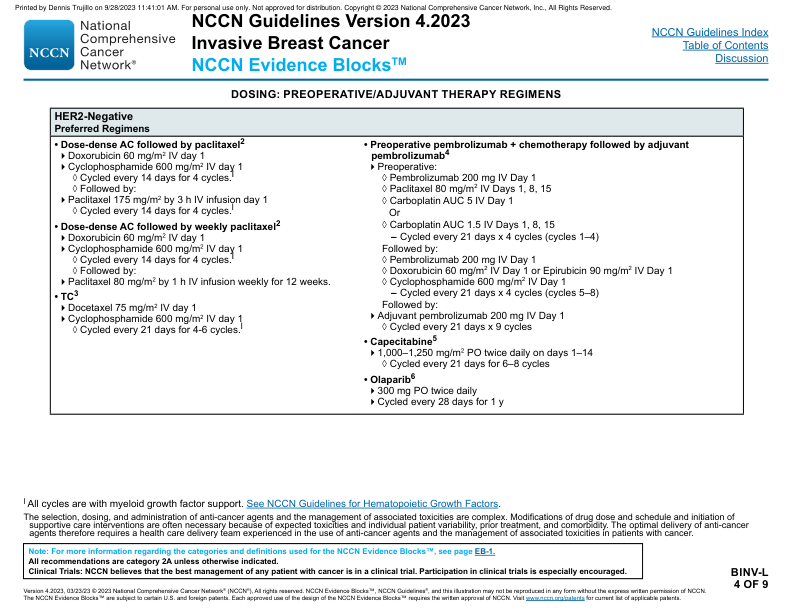 Printed by Dennis Trujillo on 9/28/2023 11:41:01 AM. For personal use only. Not approved for distribution. Copyright © 2023 National Comprehensive Cancer Network, Inc., All Rights Reserved.
NCCN
National
Comprehensive
Cancer
Network®
NCCN Guidelines Version 4.2023
Invasive Breast Cancer
NCCN Evidence Blocks™
NCCN Guidelines Index
Table of Contents
Discussion
DOSING: PREOPERATIVE/ADJUVANT THERAPY REGIMENS
HER2-Negative
Preferred Regimens
• Dose-dense AC followed by paclitaxel²
‣ Doxorubicin 60 mg/m² IV day 1
‣ Cyclophosphamide 600 mg/m² IV day 1
◊ Cycled every 14 days for 4 cycles.ˡ
◊ Followed by:
‣ Paclitaxel 175 mg/m² by 3 h IV infusion day 1
◊ Cycled every 14 days for 4 cycles.ˡ
• Dose-dense AC followed by weekly paclitaxel²
‣ Doxorubicin 60 mg/m² IV day 1
‣ Cyclophosphamide 600 mg/m² IV day 1
◊ Cycled every 14 days for 4 cycles.ˡ
◊ Followed by:
‣ Paclitaxel 80 mg/m² by 1 h IV infusion weekly for 12 weeks.
• TC³
‣ Docetaxel 75 mg/m² IV day 1
‣ Cyclophosphamide 600 mg/m² IV day 1
◊ Cycled every 21 days for 4-6 cycles.ˡ
• Preoperative pembrolizumab + chemotherapy followed by adjuvant
pembrolizumab⁴
‣ Preoperative:
◊ Pembrolizumab 200 mg IV Day 1
◊ Paclitaxel 80 mg/m² IV Days 1, 8, 15
◊ Carboplatin AUC 5 IV Day 1
Or
◊ Carboplatin AUC 1.5 IV Days 1, 8, 15
– Cycled every 21 days x 4 cycles (cycles 1–4)
Followed by:
◊ Pembrolizumab 200 mg IV Day 1
◊ Doxorubicin 60 mg/m² IV Day 1 or Epirubicin 90 mg/m² IV Day 1
◊ Cyclophosphamide 600 mg/m² IV Day 1
– Cycled every 21 days x 4 cycles (cycles 5–8)
Followed by:
‣ Adjuvant pembrolizumab 200 mg IV Day 1
◊ Cycled every 21 days x 9 cycles
• Capecitabine⁵
‣ 1,000–1,250 mg/m² PO twice daily on days 1–14
◊ Cycled every 21 days for 6–8 cycles
• Olaparib⁶
‣ 300 mg PO twice daily
‣ Cycled every 28 days for 1 y
ˡ All cycles are with myeloid growth factor support. See NCCN Guidelines for Hematopoietic Growth Factors.
The selection, dosing, and administration of anti-cancer agents and the management of associated toxicities are complex. Modifications of drug dose and schedule and initiation of
supportive care interventions are often necessary because of expected toxicities and individual patient variability, prior treatment, and comorbidity. The optimal delivery of anti-cancer
agents therefore requires a health care delivery team experienced in the use of anti-cancer agents and the management of associated toxicities in patients with cancer.
Note: For more information regarding the categories and definitions used for the NCCN Evidence Blocks™, see page EB-1.
All recommendations are category 2A unless otherwise indicated.
Clinical Trials: NCCN believes that the best management of any patient with cancer is in a clinical trial. Participation in clinical trials is especially encouraged.
BINV-L
4 OF 9
Version 4.2023, 03/23/23 © 2023 National Comprehensive Cancer Network® (NCCN®), All rights reserved. NCCN Evidence Blocks™, NCCN Guidelines®, and this illustration may not be reproduced in any form without the express written permission of NCCN.
The NCCN Evidence Blocks™ are subject to certain U.S. and foreign patents. Each approved use of the design of the NCCN Evidence Blocks™ requires the written approval of NCCN. Visit www.nccn.org/patents for current list of applicable patents.